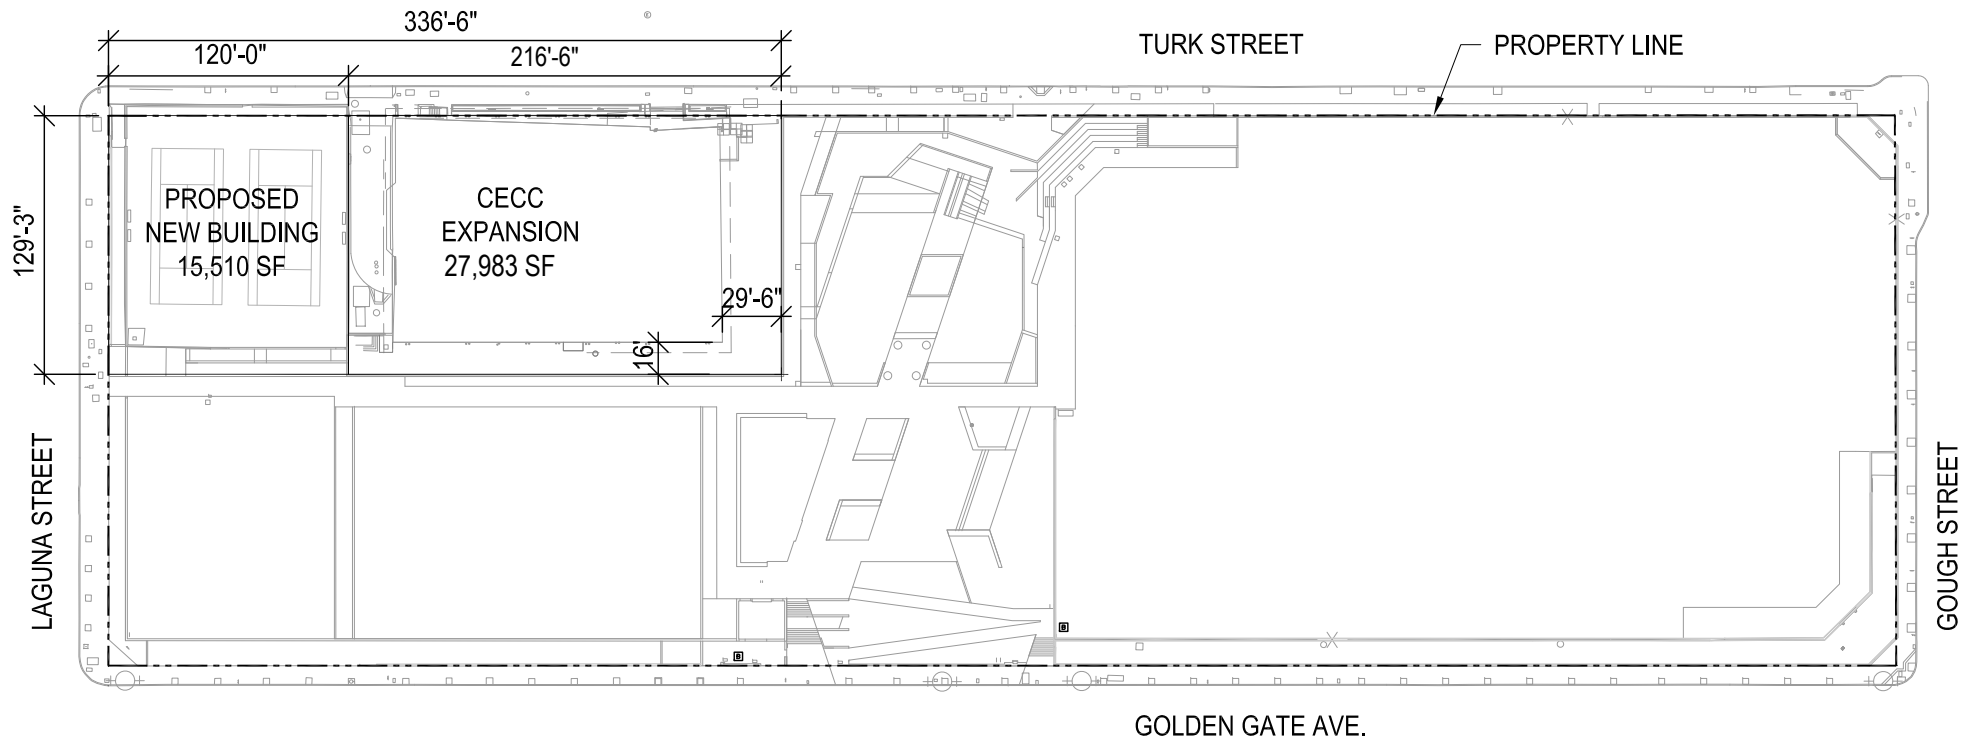 336'-6"
120'-0"
216'-6"
TURK STREET
PROPERTY LINE
129'-3"
PROPOSED
NEW BUILDING
15,510 SF
CECC
EXPANSION
27,983 SF
29'-6"
16'
LAGUNA STREET
GOUGH STREET
GOLDEN GATE AVE.